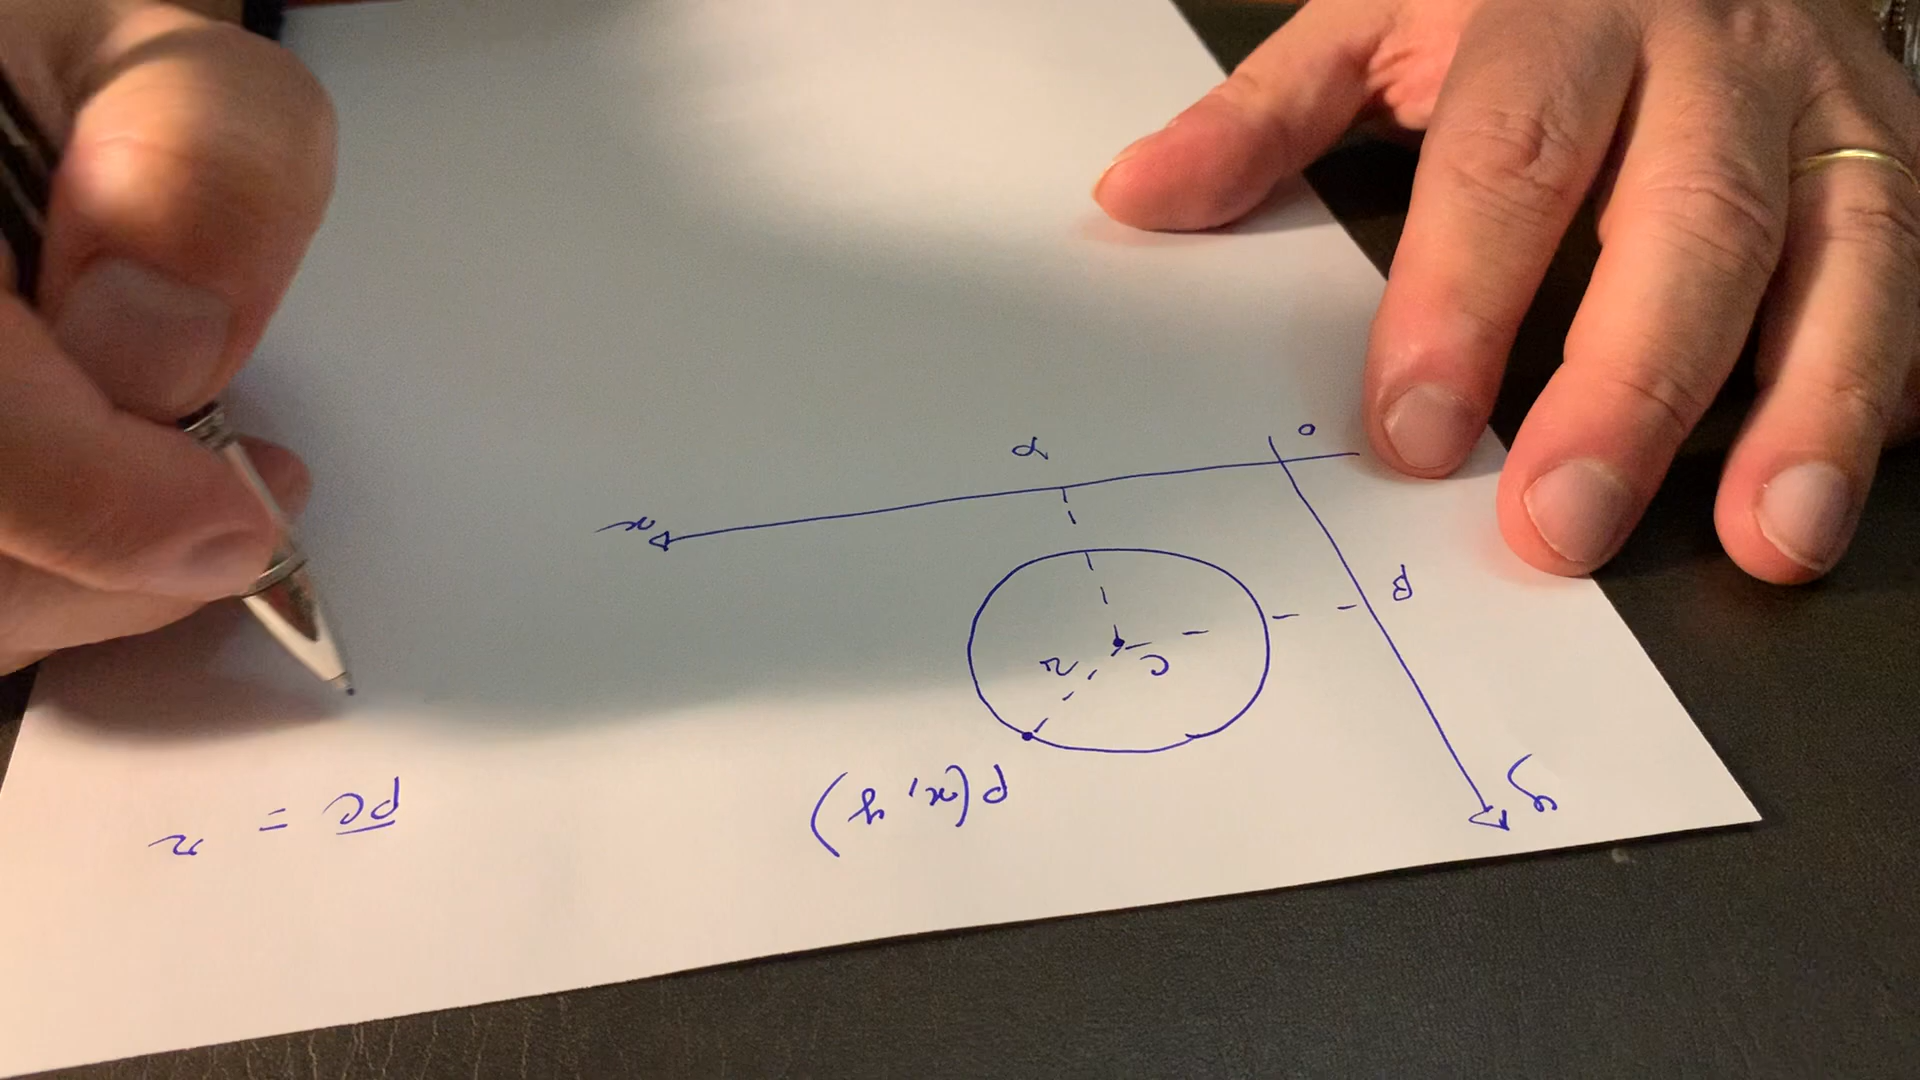 y
P(x, y)
PC = r
C
r
β
x
O
α